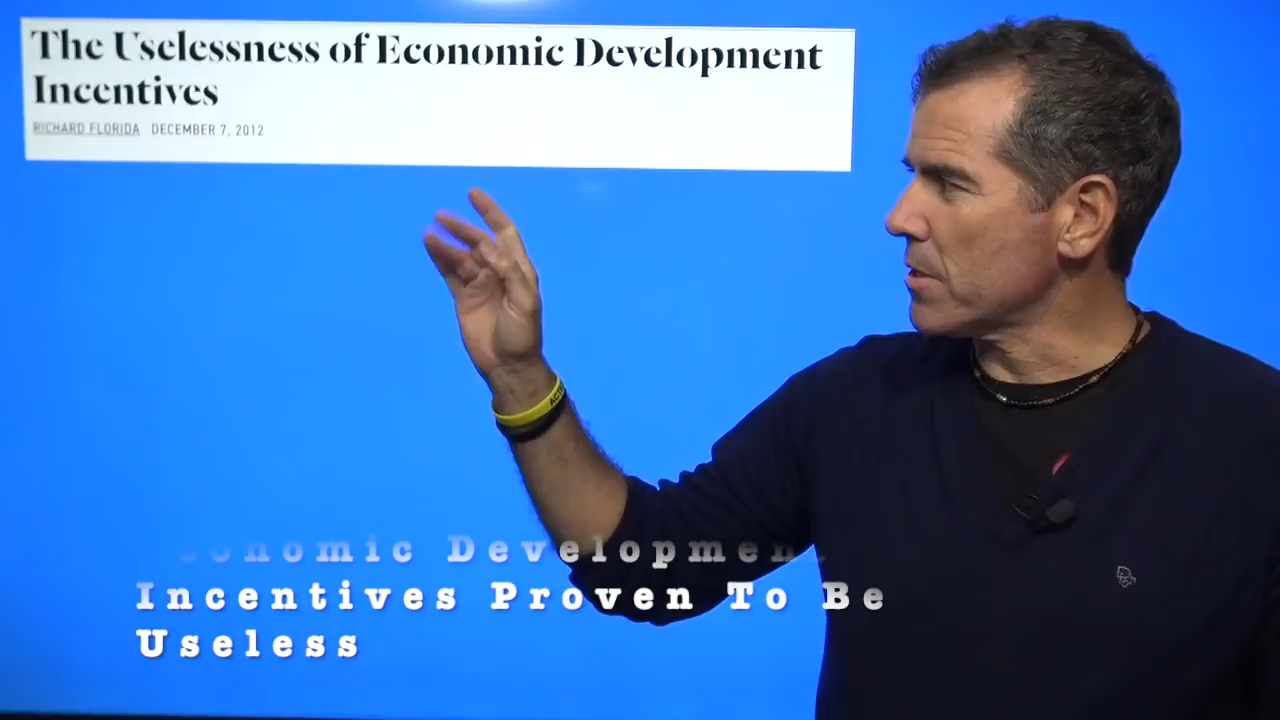 The Uselessness of Economic Development
Incentives
RICHARD FLORIDA DECEMBER 7, 2012
Incentives Proven To Be
Useless